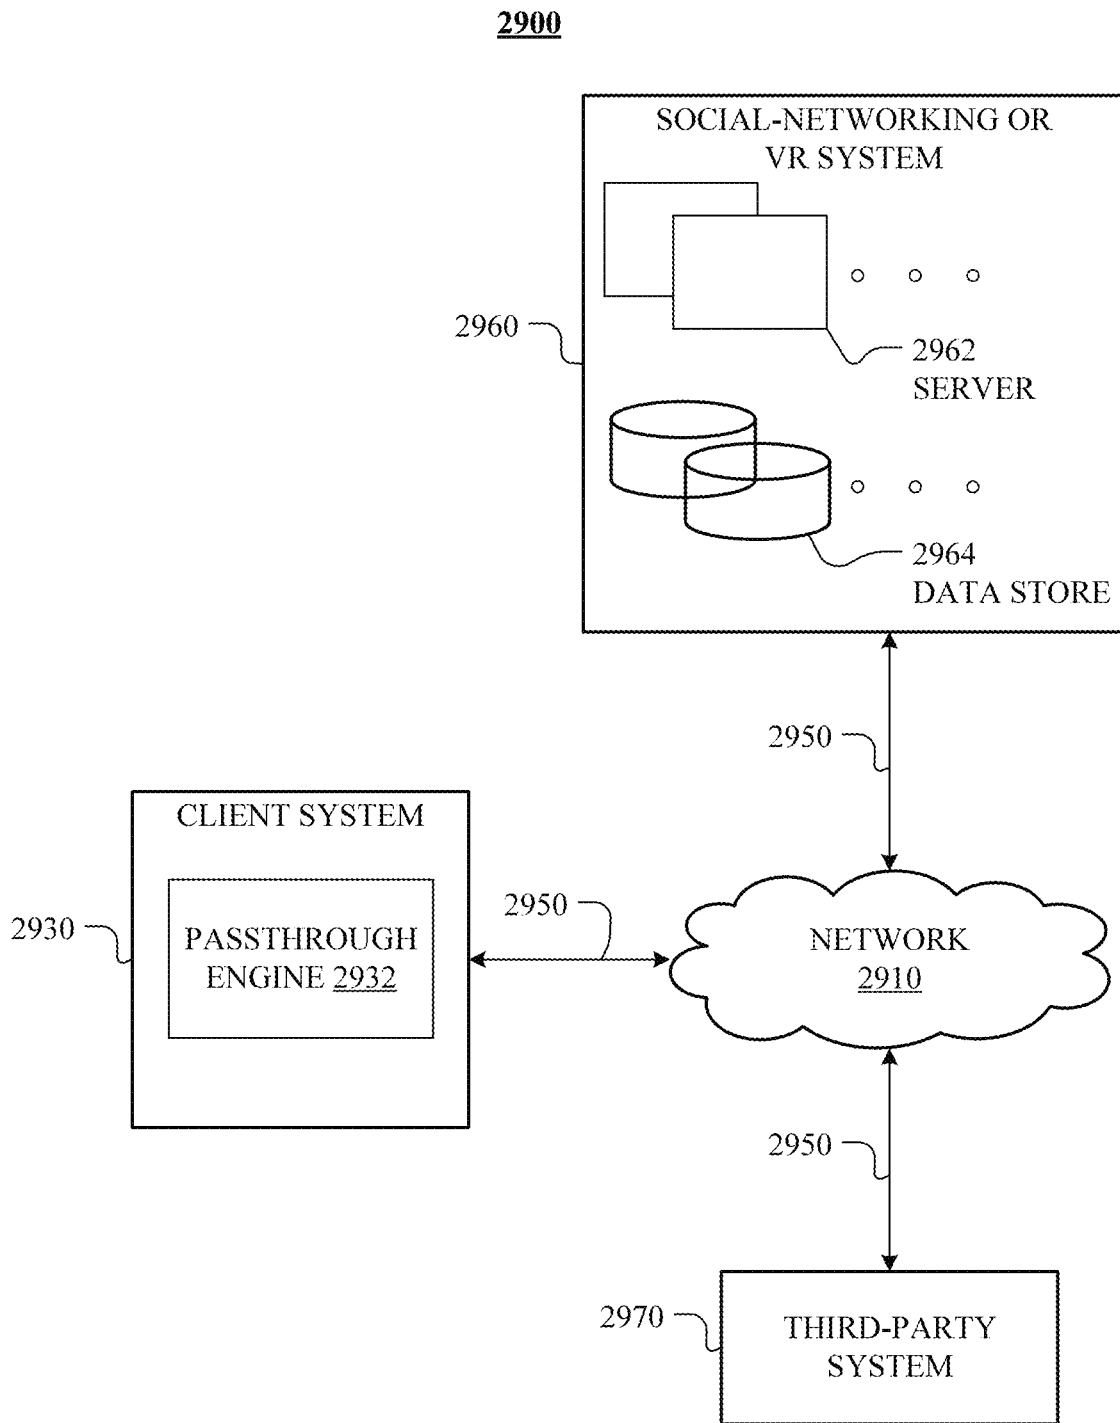 2900
SOCIAL-NETWORKING OR
VR SYSTEM
2960
2962
SERVER
2964
DATA STORE
2950
CLIENT SYSTEM
2930
PASSTHROUGH
ENGINE 2932
2950
NETWORK
2910
2950
2970
THIRD-PARTY
SYSTEM